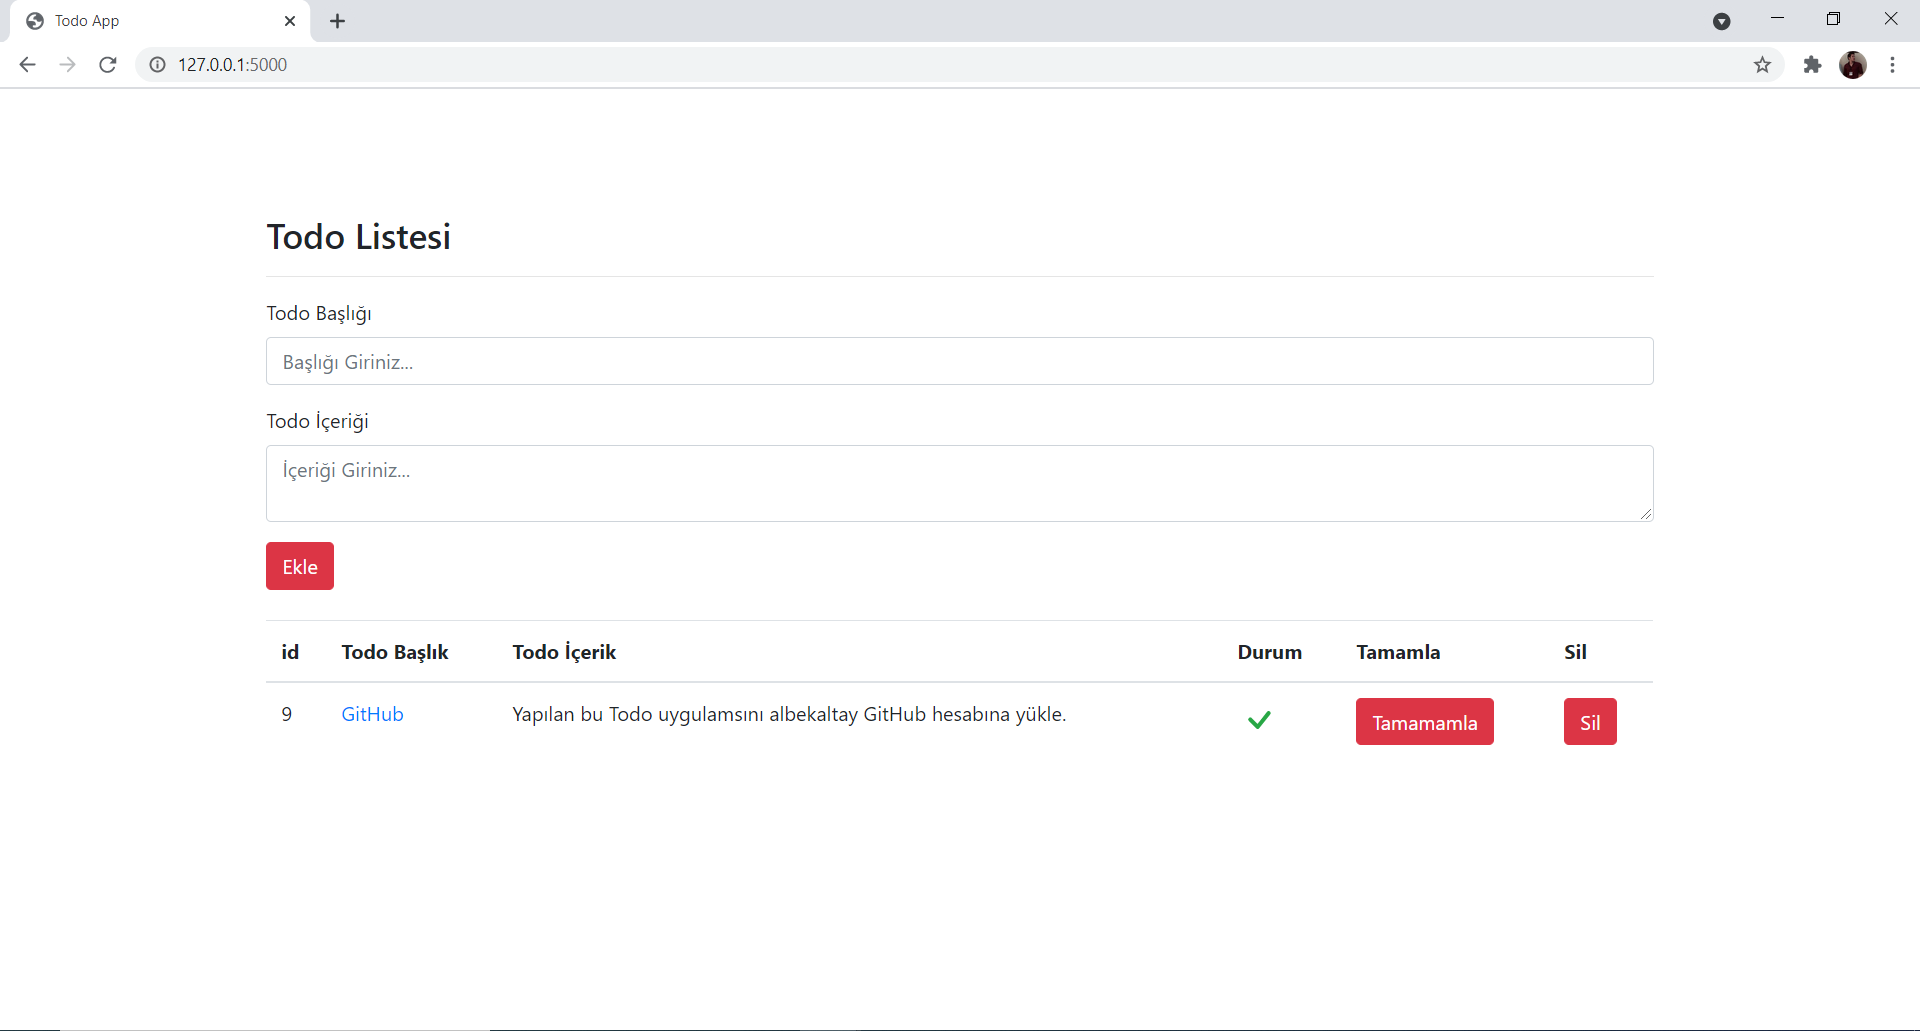 Todo App
127.0.0.1:5000
Todo Listesi
Todo Başlığı
Başlığı Giriniz...
Todo İçeriği
İçeriği Giriniz...
Ekle
id Todo Başlık Todo İçerik Durum Tamamla Sil
9 GitHub Yapılan bu Todo uygulamsını albekaltay GitHub hesabına yükle. Tamamamla Sil